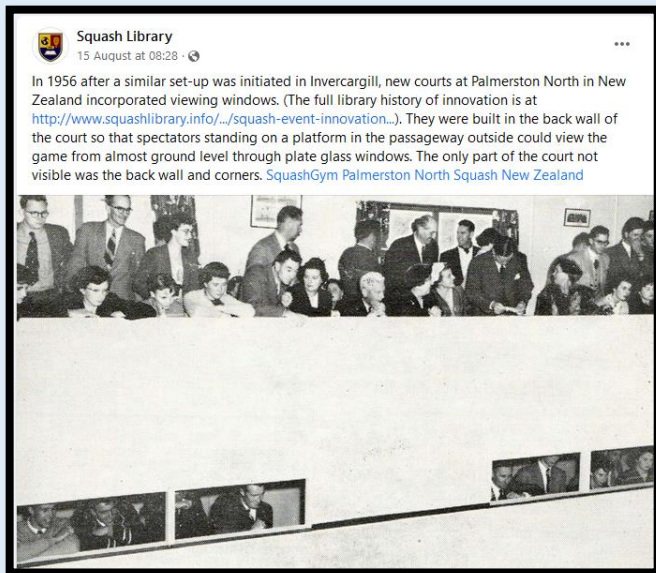 Squash Library
15 August at 08:28 ·
In 1956 after a similar set-up was initiated in Invercargill, new courts at Palmerston North in New
Zealand incorporated viewing windows. (The full library history of innovation is at
http://www.squashlibrary.info/.../squash-event-innovation...). They were built in the back wall of
the court so that spectators standing on a platform in the passageway outside could view the
game from almost ground level through plate glass windows. The only part of the court not
visible was the back wall and corners. SquashGym Palmerston North Squash New Zealand